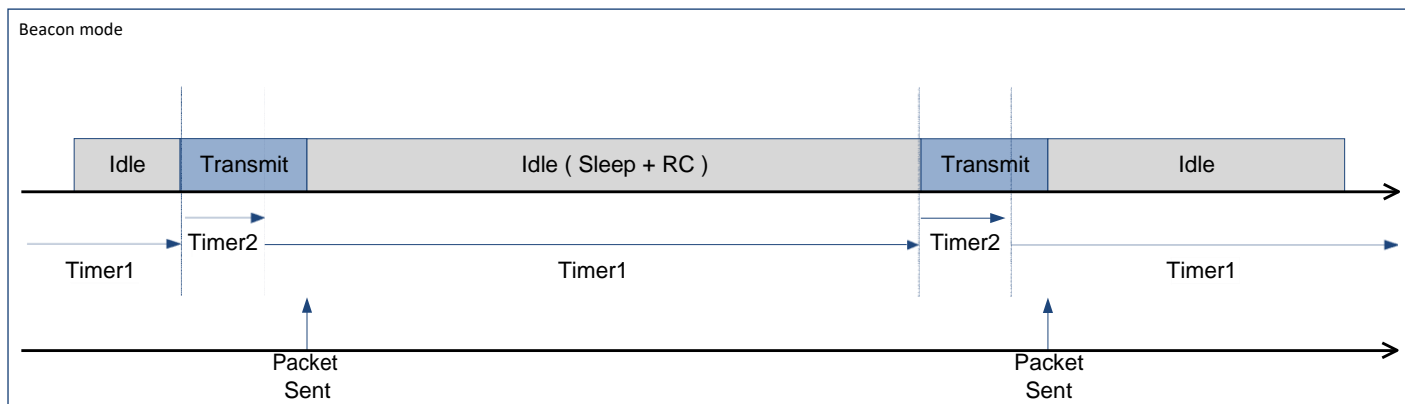 Beacon mode
Idle
Transmit
Idle ( Sleep + RC )
Transmit
Idle
Timer2
Timer2
Timer1
Timer1
Timer1
Packet
Sent
Packet
Sent